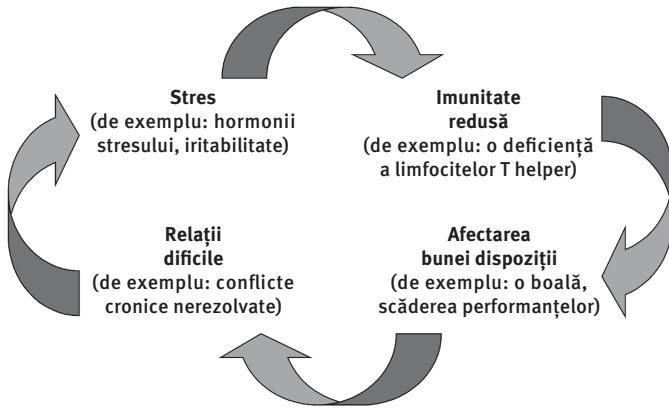 Stres
(de exemplu: hormonii
stresului, iritabilitate)
Imunitate
redusă
(de exemplu: o deficiență
a limfocitelor T helper)
Relații
dificile
(de exemplu: conflicte
cronice nerezolvate)
Afectarea
bunei dispoziții
(de exemplu: o boală,
scăderea performanțelor)